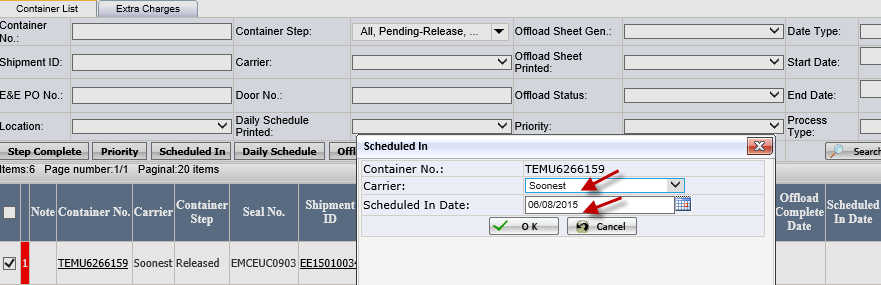 Container List
Extra Charges
Container No.:
Container Step:
All, Pending-Release, ...
Offload Sheet Gen.:
Date Type:
Shipment ID:
Carrier:
Offload Sheet Printed:
Start Date:
E&E PO No.:
Door No.:
Offload Status:
End Date:
Location:
Daily Schedule Printed:
Priority:
Process Type:
Step Complete
Priority
Scheduled In
Daily Schedule
Search
Items:6 Page number:1/1 Paginal:20 items
Note
Container No.
Carrier
Container Step
Seal No.
Shipment ID
Offload Complete Date
Scheduled In Date
1
TEMU6266159
Soonest
Released
EMCEUC0903
EE1501003
Scheduled In
Container No.:
TEMU6266159
Carrier:
Soonest
Scheduled In Date:
06/08/2015
O K
Cancel